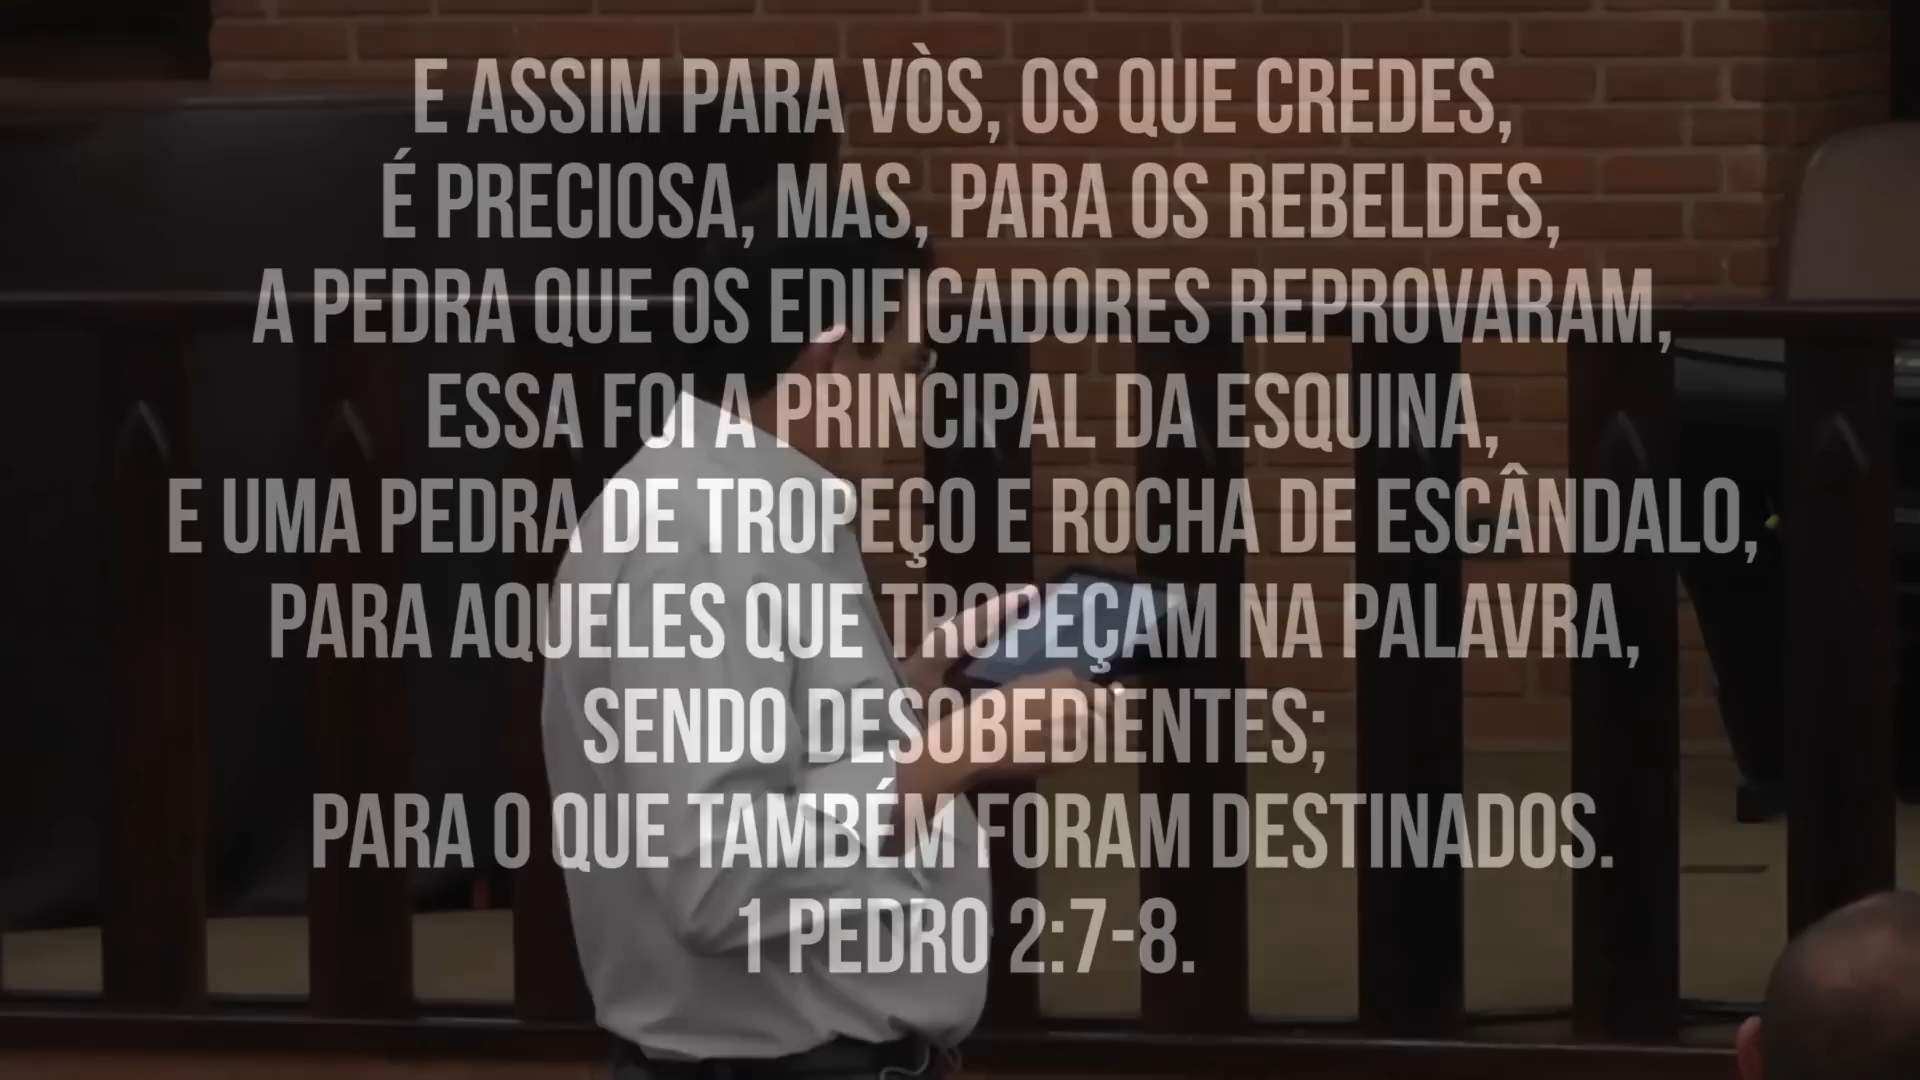 E ASSIM PARA VÒS, OS QUE CREDES,
É PRECIOSA, MAS, PARA OS REBELDES,
A PEDRA QUE OS EDIFICADORES REPROVARAM,
ESSA FOI A PRINCIPAL DA ESQUINA,
E UMA PEDRA DE TROPEÇO E ROCHA DE ESCÂNDALO,
PARA AQUELES QUE TROPEÇAM NA PALAVRA,
SENDO DESOBEDIENTES;
PARA O QUE TAMBÉM FORAM DESTINADOS.
1 PEDRO 2:7-8.